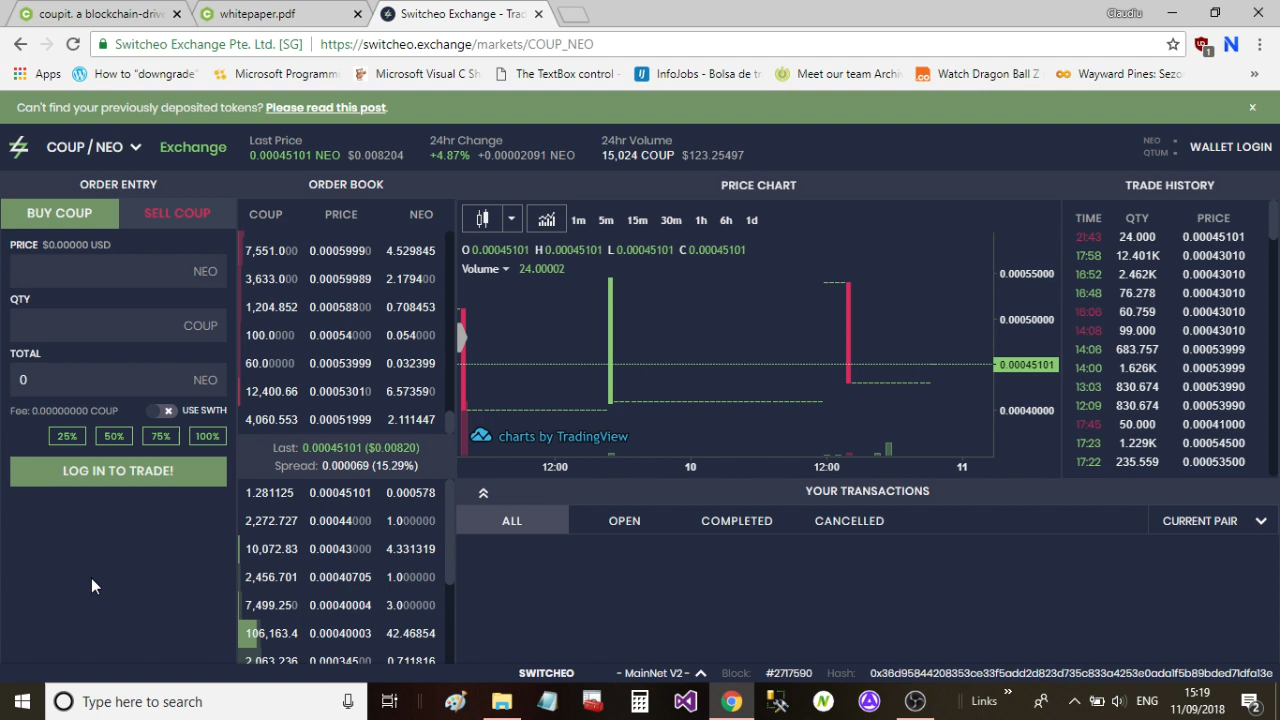 coupit. a blockchain-drive
whitepaper.pdf
Switcheo Exchange - Trad
Claudiu
Switcheo Exchange Pte. Ltd. [SG]
https://switcheo.exchange/markets/COUP_NEO
Apps
How to "downgrade"
Microsoft Programmi
Microsoft Visual C Sh
The TextBox control -
InfoJobs - Bolsa de tr
Meet our team Archi
Watch Dragon Ball Z
Wayward Pines: Sezo
»
Can't find your previously deposited tokens? Please read this post.
COUP / NEO
Exchange
Last Price
0.00045101 NEO $0.008204
24hr Change
+4.87% +0.00002091 NEO
24hr Volume
15,024 COUP $123.25497
NEO
QTUM
WALLET LOGIN
ORDER ENTRY
BUY COUP
SELL COUP
PRICE $0.00000 USD
NEO
QTY
COUP
TOTAL
0 NEO
Fee: 0.00000000 COUP
USE SWTH
25% 50% 75% 100%
LOG IN TO TRADE!
ORDER BOOK
COUP PRICE NEO
7,551.000 0.00059990 4.529845
3,633.000 0.00059989 2.179400
1,204.852 0.00058800 0.708453
100.0000 0.00054000 0.054000
60.00000 0.00053999 0.032399
12,400.66 0.00053010 6.573590
4,060.553 0.00051999 2.111447
Last: 0.00045101 ($0.00820)
Spread: 0.000069 (15.29%)
1.281125 0.00045101 0.000578
2,272.727 0.00044000 1.000000
10,072.83 0.00043000 4.331319
2,456.701 0.00040705 1.000000
7,499.250 0.00040004 3.000000
106,163.4 0.00040003 42.46854
2,063.236 0.00034500 0.711816
PRICE CHART
1m 5m 15m 30m 1h 6h 1d
O 0.00045101 H 0.00045101 L 0.00045101 C 0.00045101
Volume 24.00002
0.00055000
0.00050000
0.00045101
0.00040000
charts by TradingView
12:00 10 12:00 11
YOUR TRANSACTIONS
ALL OPEN COMPLETED CANCELLED
CURRENT PAIR
TRADE HISTORY
TIME QTY PRICE
21:43 24.000 0.00045101
17:58 12.401K 0.00043010
16:52 2.462K 0.00043010
16:48 76.278 0.00043010
16:06 60.759 0.00043010
14:08 99.000 0.00043010
14:06 683.757 0.00053999
14:00 1.626K 0.00053999
13:03 830.674 0.00053999
12:09 830.674 0.00053999
17:45 50.000 0.00041000
17:23 1.229K 0.00054500
17:22 235.559 0.00053500
SWITCHEO
- MainNet V2 -
Block: #2717590
Hash: 0x36d95844208353ce33f5add2d823d735c833a4253e0ada1f5b89bded71dfa13e
Type here to search
Links
»
ENG
15:19
11/09/2018
2